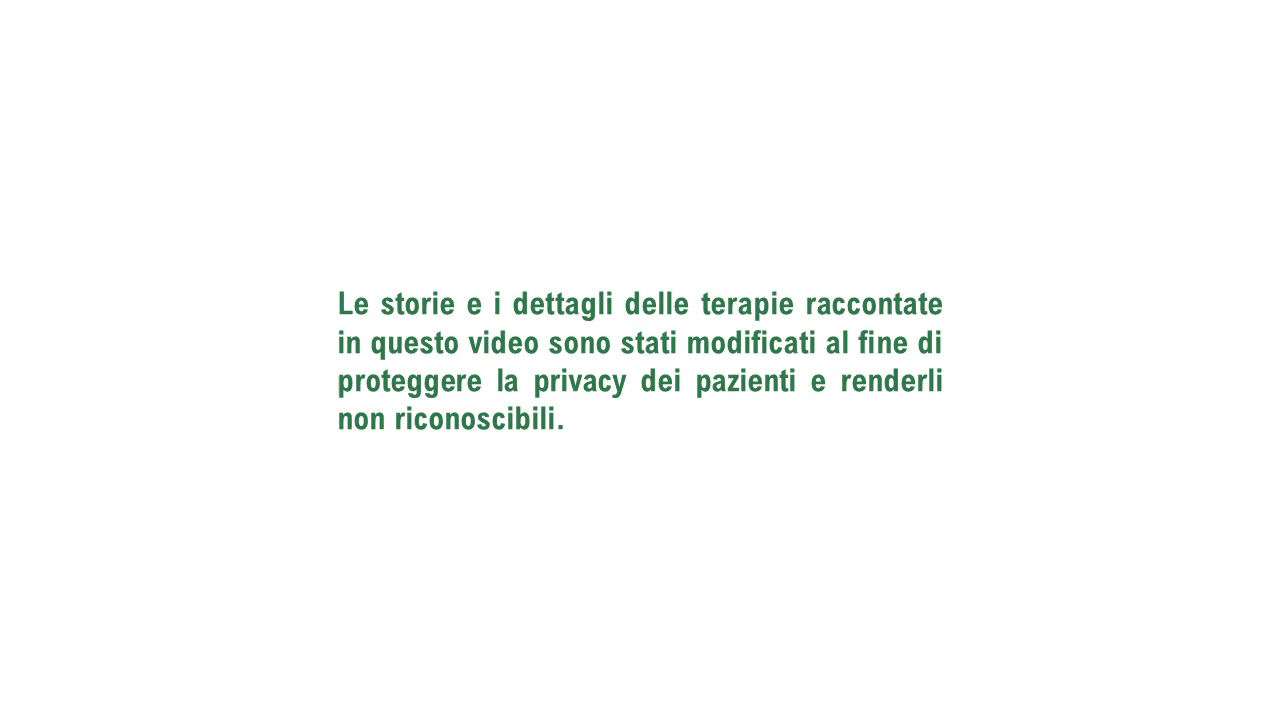 Le storie e i dettagli delle terapie raccontate
in questo video sono stati modificati al fine di
proteggere la privacy dei pazienti e renderli
non riconoscibili.